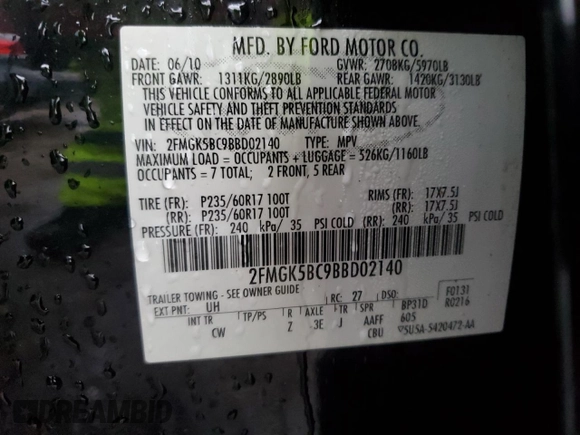 MFD. BY FORD MOTOR CO.
DATE: 06/10 GVWR: 2708KG/5970LB
FRONT GAWR: 1311KG/2890LB REAR GAWR: 1420KG/3130LB
THIS VEHICLE CONFORMS TO ALL APPLICABLE FEDERAL MOTOR
VEHICLE SAFETY AND THEFT PREVENTION STANDARDS
IN EFFECT ON THE DATE OF MANUFACTURE SHOWN ABOVE.
VIN: 2FMGK5BC9BBD02140 TYPE: MPV
MAXIMUM LOAD = OCCUPANTS + LUGGAGE = 526KG/1160LB
OCCUPANTS = 7 TOTAL; 2 FRONT, 5 REAR
TIRE (FR): P235/60R17 100T RIMS (FR): 17X7.5J
(RR): P235/60R17 100T (RR): 17X7.5J
PRESSURE (FR): 240 kPa/ 35 PSI COLD (RR): 240 kPa/ 35 PSI COLD
2FMGK5BC9BBD02140
TRAILER TOWING - SEE OWNER GUIDE
EXT PNT: UH RC: 27 DSO: F0131
INT TR TP/PS R AXLE TR SPR BP31D R0216
CW Z -3E J AAFF 605
CBU 5U5A-5420472-AA
DREAMBID